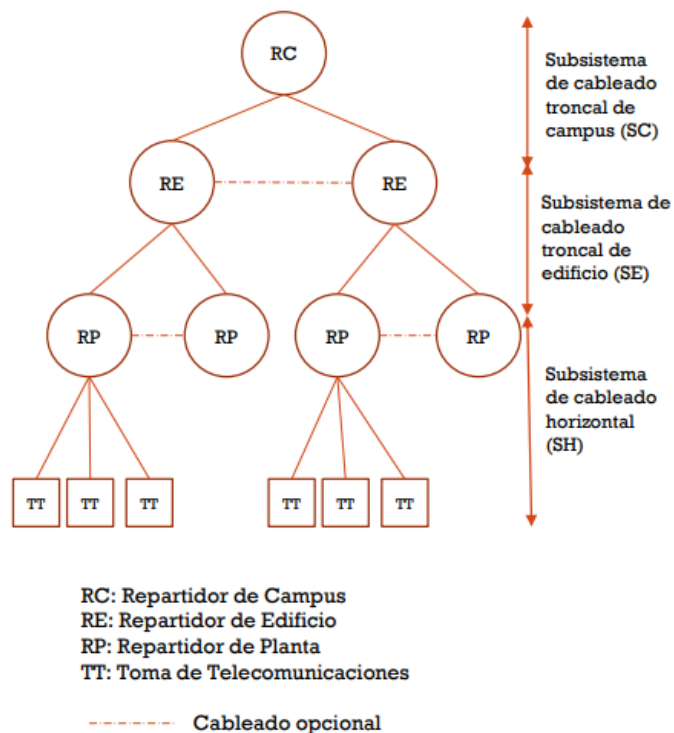 RC
Subsistema
de cableado
troncal de
campus (SC)
RE
RE
Subsistema de
cableado
troncal de
edificio (SE)
RP
RP
RP
RP
Subsistema
de cableado
horizontal
(SH)
TT
TT
TT
TT
TT
TT
RC: Repartidor de Campus
RE: Repartidor de Edificio
RP: Repartidor de Planta
TT: Toma de Telecomunicaciones
Cableado opcional